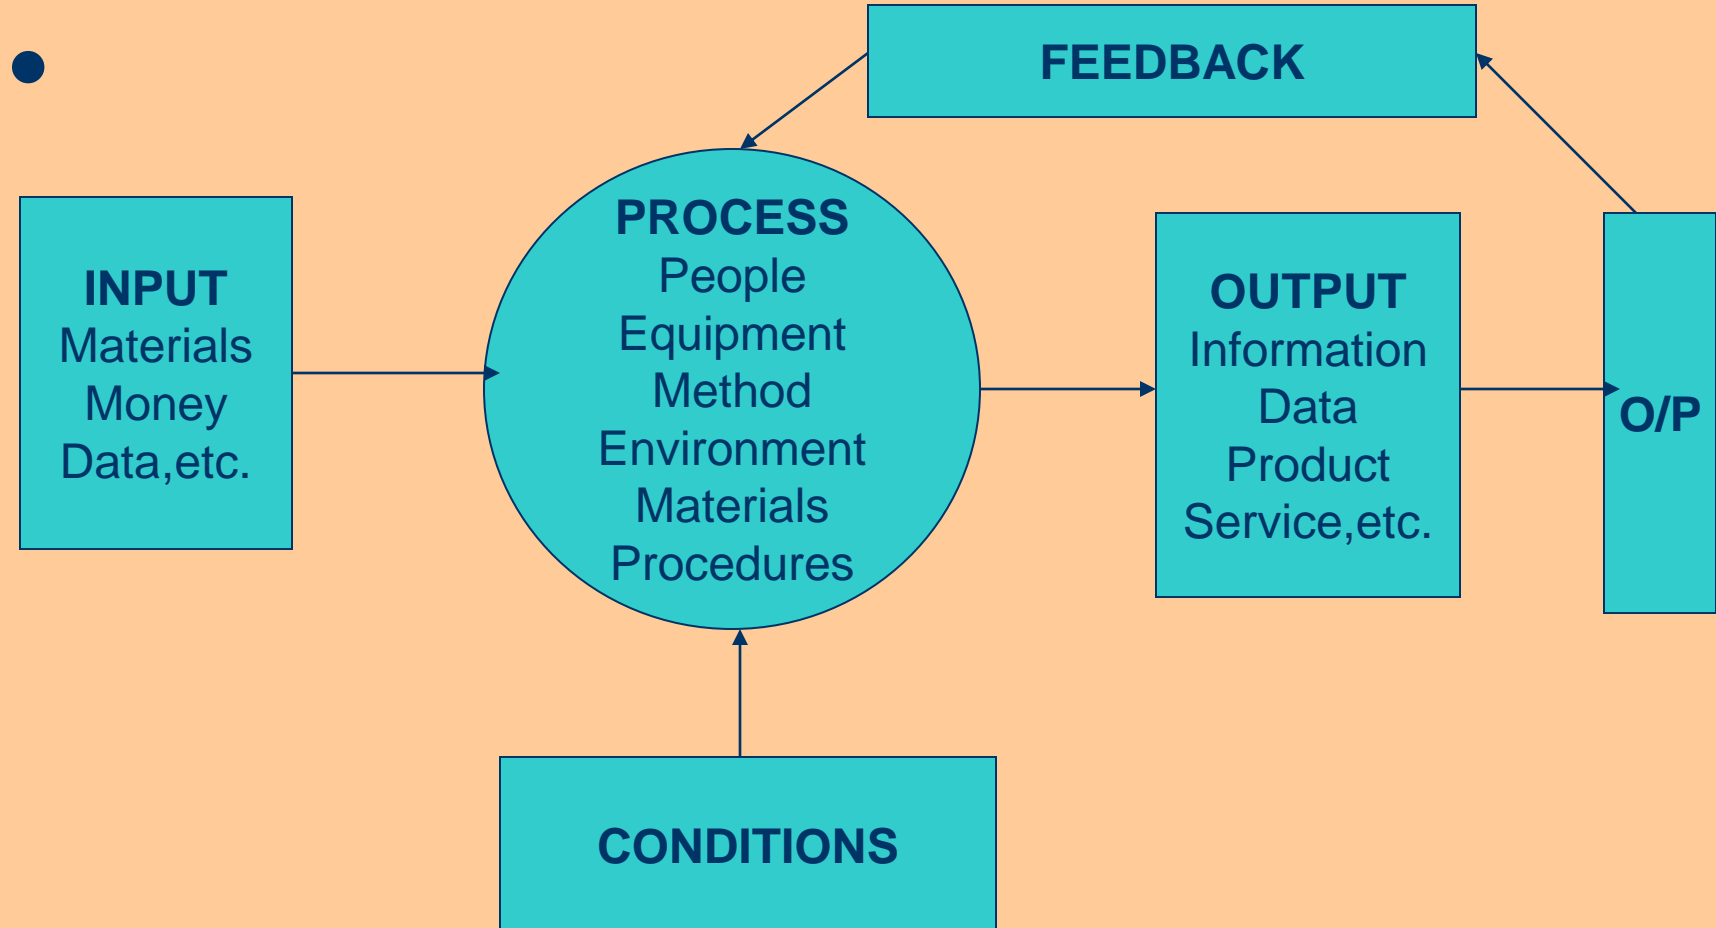 FEEDBACK
INPUT
Materials
Money
Data,etc.
PROCESS
People
Equipment
Method
Environment
Materials
Procedures
OUTPUT
Information
Data
Product
Service,etc.
O/P
CONDITIONS